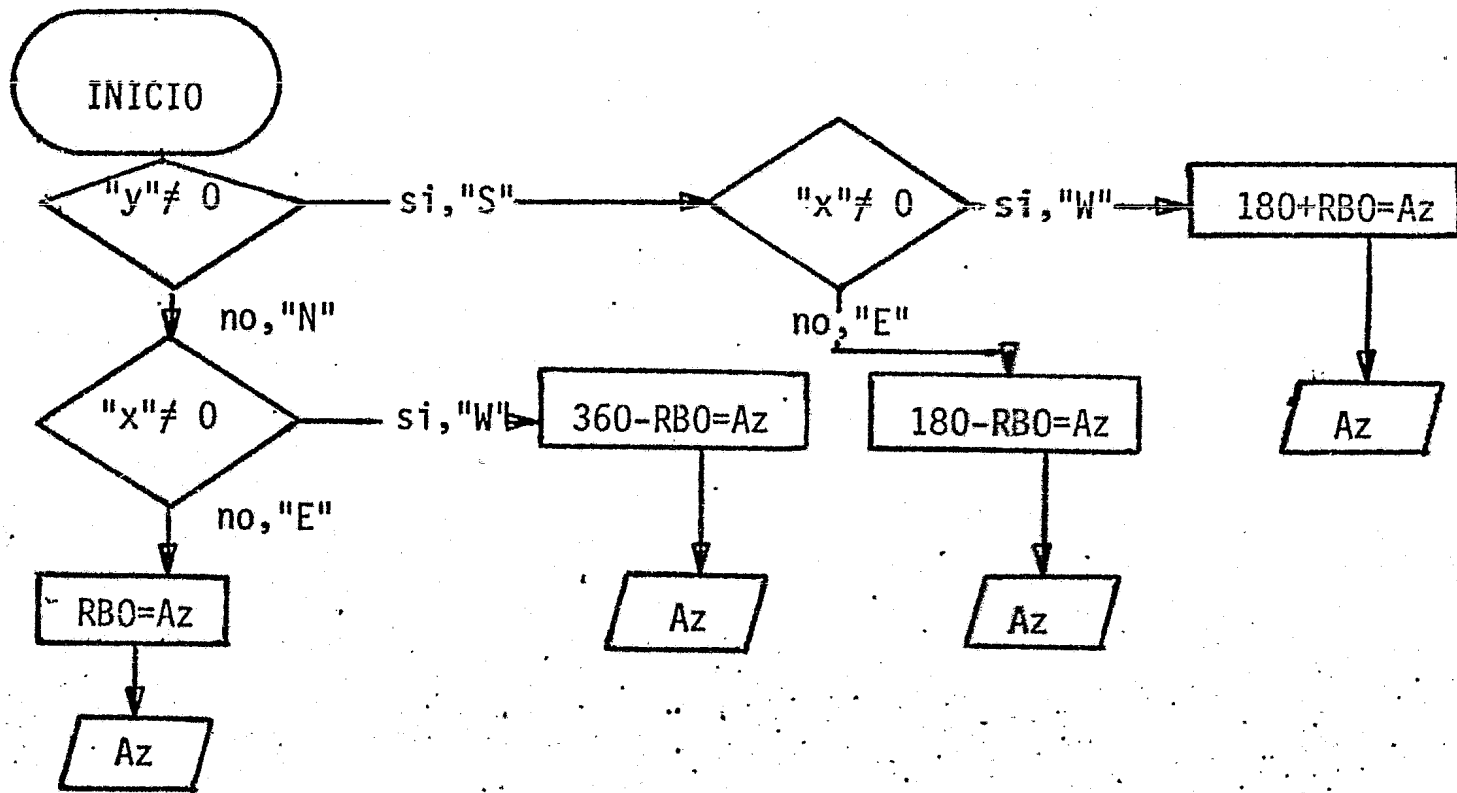 INICIO
"y"≠ 0
si,"S"
"x"≠ 0
si,"W"
180+RBO=Az
no,"N"
no,"E"
"x"≠ 0
si,"W"
360-RBO=Az
180-RBO=Az
Az
no,"E"
RBO=Az
Az
Az
Az